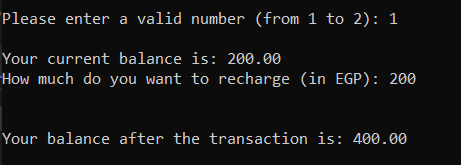 Please enter a valid number (from 1 to 2): 1
Your current balance is: 200.00
How much do you want to recharge (in EGP): 200
Your balance after the transaction is: 400.00